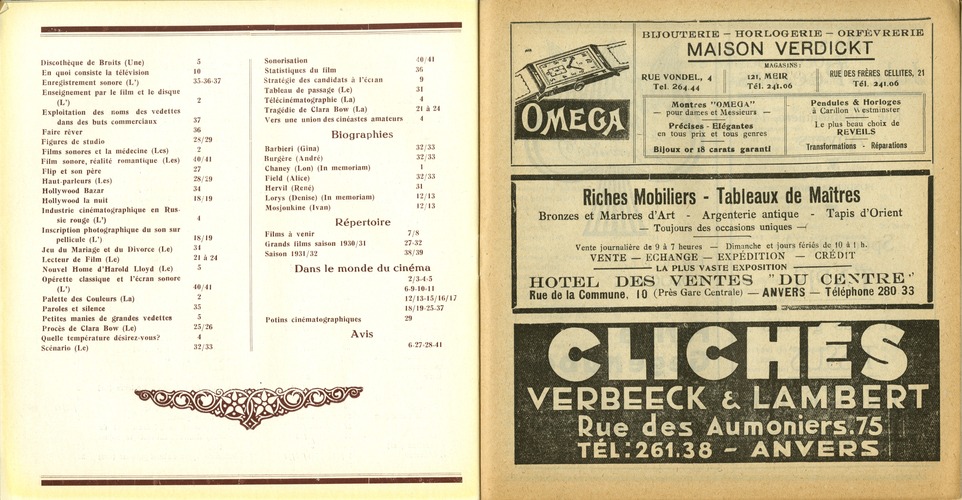 Discothèque de Bruits (Une) 5
En quoi consiste la télévision 10
Enregistrement sonore (L') 35-36-37
Enseignement par le film et le disque
(L') 2
Exploitation des noms des vedettes
dans des buts commerciaux 37
Faire rêver 36
Figures de studio 28/29
Films sonores et la médecine (Les) 2
Film sonore, réalité romantique (Les) 40/41
Flip et son père 27
Haut-parleurs (Les) 28/29
Hollywood Bazar 34
Hollywood la nuit 18/19
Industrie cinématographique en Rus-
sie rouge (L') 4
Inscription photographique du son sur
pellicule (L') 18/19
Jeu du Mariage et du Divorce (Le) 31
Lecteur de Film (Le) 21 à 24
Nouvel Home d'Harold Lloyd (Le) 5
Opérette classique et l'écran sonore
(L') 40/41
Palette des Couleurs (La) 2
Paroles et silence 35
Petites manies de grandes vedettes 5
Procès de Clara Bow (Le) 25/26
Quelle température désirez-vous? 4
Scénario (Le) 32/33
Sonorisation 40/41
Statistiques du film 36
Stratégie des candidats à l'écran 9
Tableau de passage (Le) 31
Télécinématographie (La) 4
Tragédie de Clara Bow (La) 21 à 24
Vers une union des cinéastes amateurs 4
Biographies
Barbieri (Gina) 32/33
Burgère (André) 32/33
Chaney (Lon) (In memoriam) 1
Field (Alice) 32/33
Hervil (René) 31
Lorys (Denise) (In memoriam) 12/13
Mosjoukine (Ivan) 12/13
Répertoire
Films à venir 7/8
Grands films saison 1930/31 27-32
Saison 1931/32 38/39
Dans le monde du cinéma
2/3-4-5
6-9-10-11
12/13-15/16/17
18/19-25-37
Potins cinématographiques 29
Avis
6-27-28-41
BIJOUTERIE — HORLOGERIE — ORFÈVRERIE
MAISON VERDICKT
MAGASINS:
RUE VONDEL, 4
Tél. 264.44
121, MEIR
Tél. 241.06
RUE DES FRÈRES CELLITES, 21
Tél. 241.06
OMEGA
Montres "OMEGA"
— pour dames et Messieurs —
Précises - Elégantes
en tous prix et tous genres
Bijoux or 18 carats garanti
Pendules & Horloges
à Carillon Westminster
Le plus beau choix de
REVEILS
Transformations - Réparations
Riches Mobiliers - Tableaux de Maîtres
Bronzes et Marbres d'Art - Argenterie antique - Tapis d'Orient
— Toujours des occasions uniques —
Vente journalière de 9 à 7 heures — Dimanche et jours fériés de 10 à 1 h.
VENTE — ECHANGE — EXPÉDITION — CRÉDIT
LA PLUS VASTE EXPOSITION
HOTEL DES VENTES "DU CENTRE"
Rue de la Commune, 10 (Près Gare Centrale) — ANVERS — Téléphone 280 33
CLICHÉS
VERBEECK & LAMBERT
Rue des Aumoniers.75
TÉL: 261.38 - ANVERS